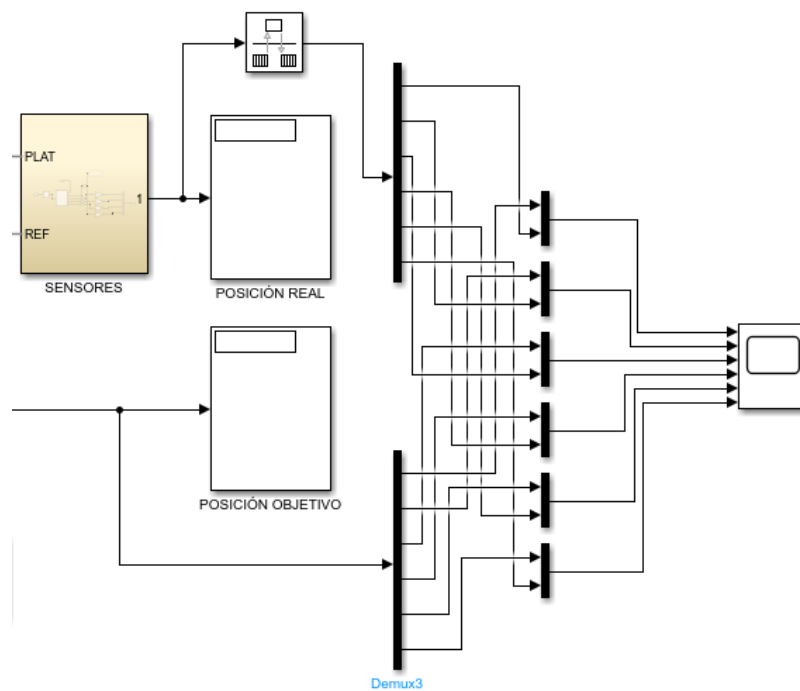 PLAT
1
REF
SENSORES
POSICIÓN REAL
POSICIÓN OBJETIVO
Demux3